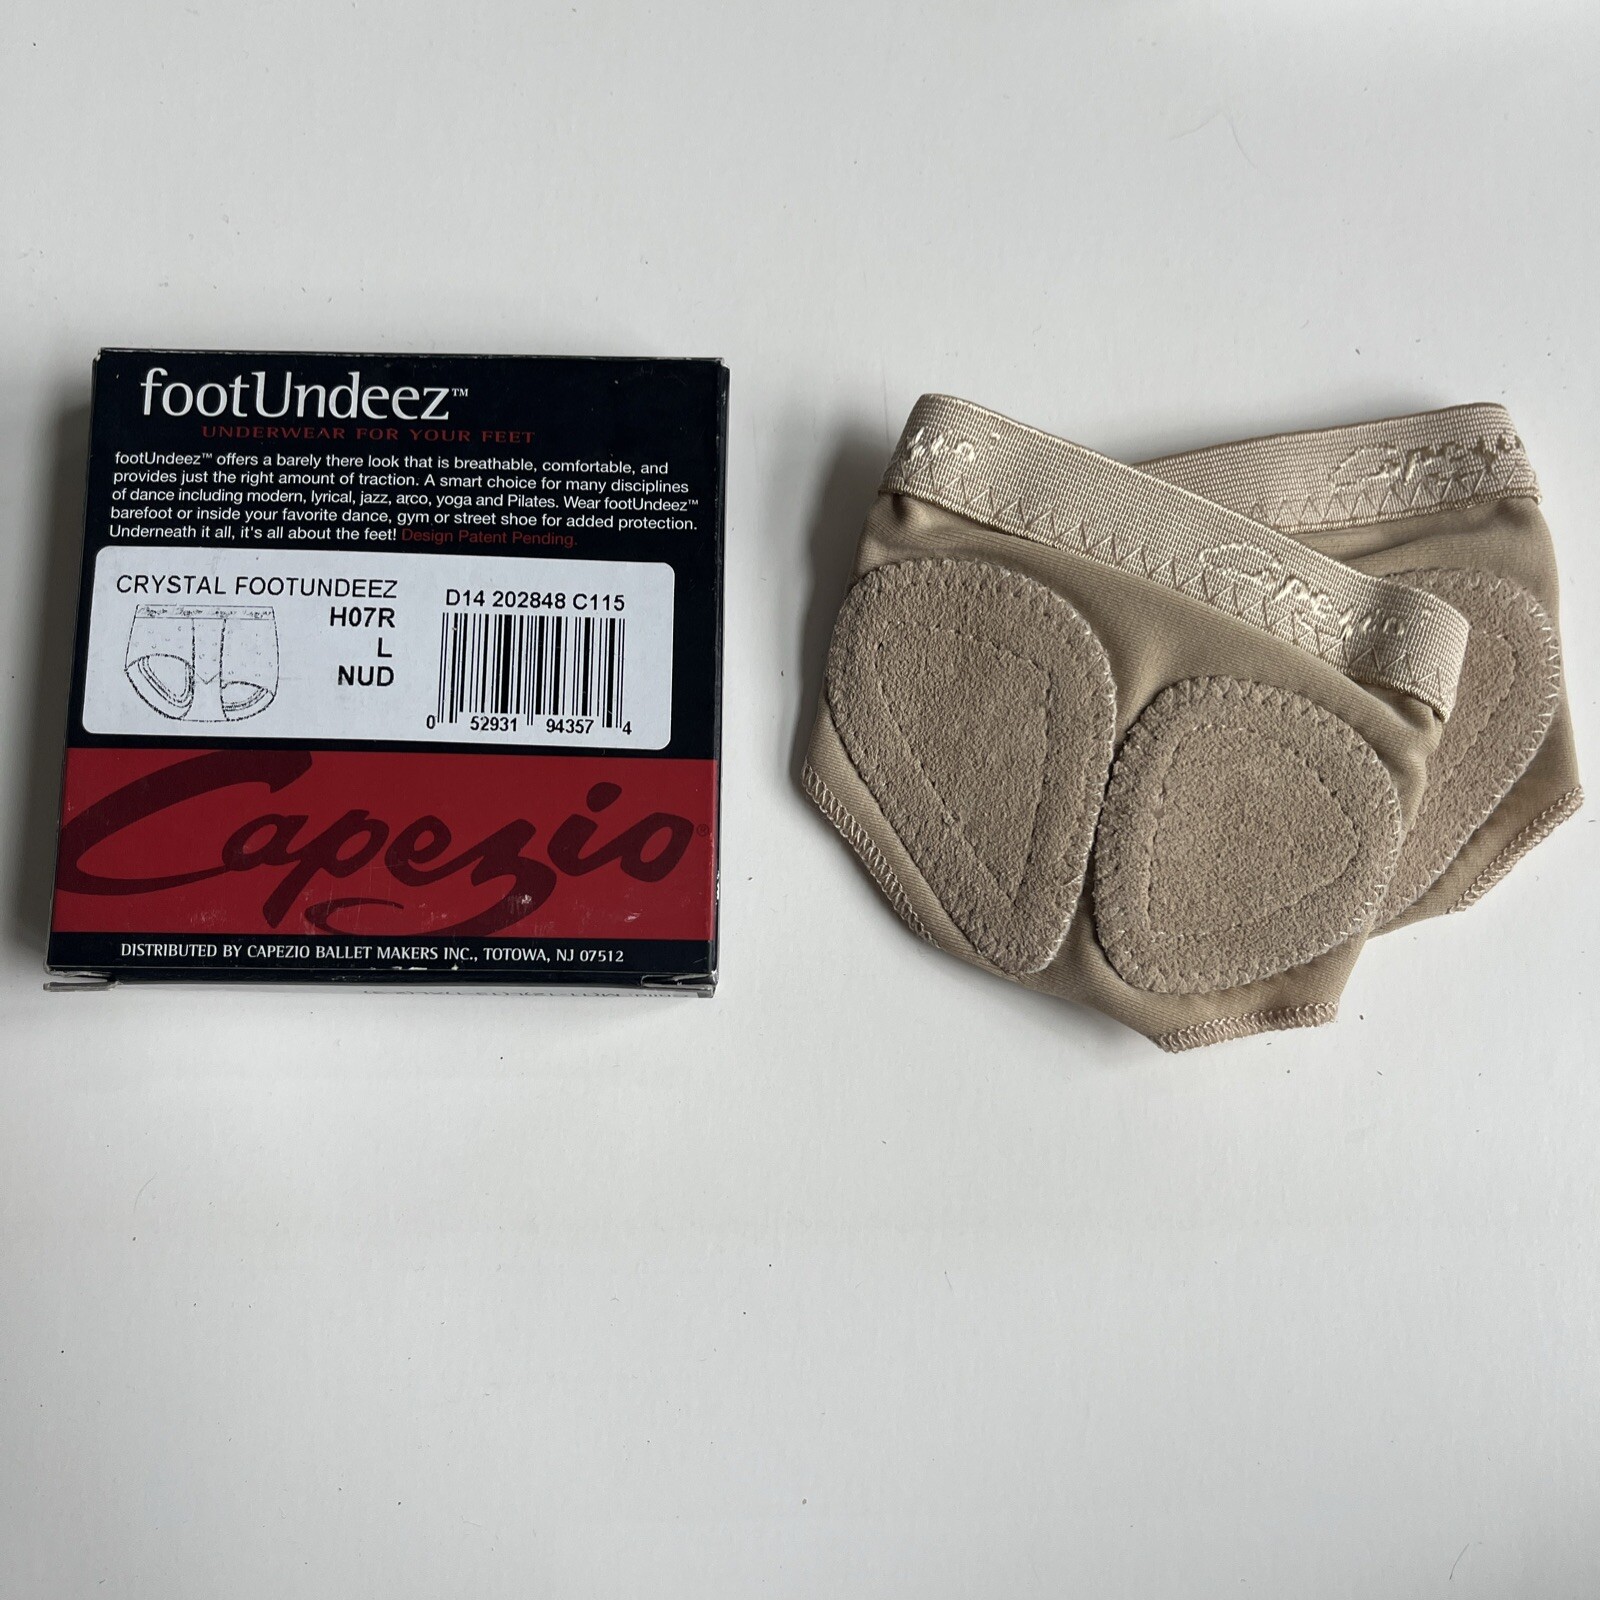 footUndeez™
UNDERWEAR FOR YOUR FEET
footUndeez™ offers a barely there look that is breathable, comfortable, and
provides just the right amount of traction. A smart choice for many disciplines
of dance including modern, lyrical, jazz, arco, yoga and Pilates. Wear footUndeez™
barefoot or inside your favorite dance, gym or street shoe for added protection.
Underneath it all, it's all about the feet! Design Patent Pending.
CRYSTAL FOOTUNDEEZ
H07R
L
NUD
D14 202848 C115
0 52931 94357 4
Capezio®
DISTRIBUTED BY CAPEZIO BALLET MAKERS INC., TOTOWA, NJ 07512
Capezio
Capezio